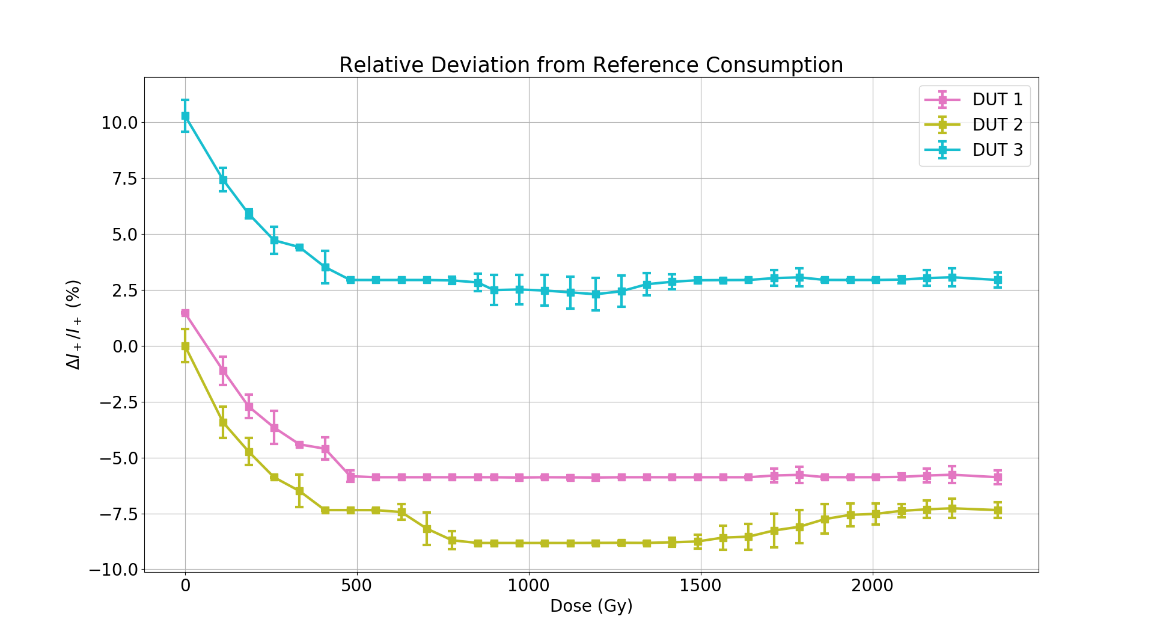 Relative Deviation from Reference Consumption
DUT 1
DUT 2
DUT 3
ΔI₊/I₊ (%)
10.0
7.5
5.0
2.5
0.0
−2.5
−5.0
−7.5
−10.0
0 500 1000 1500 2000
Dose (Gy)